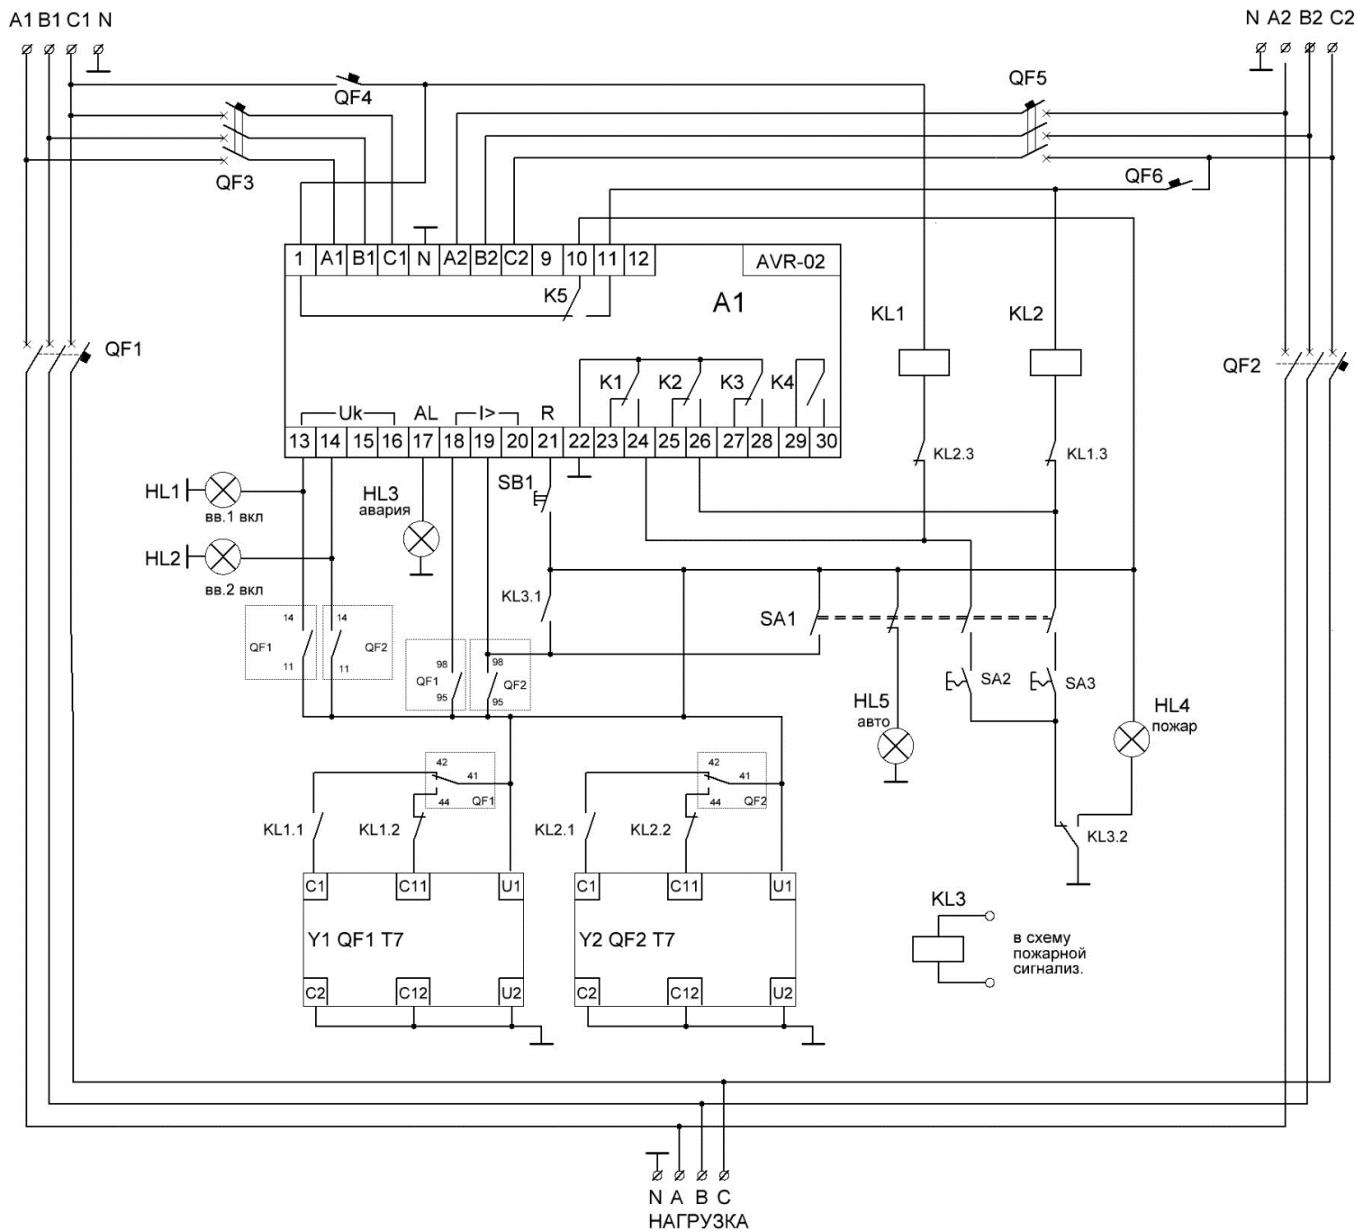 A1 B1 C1 N
N A2 B2 C2
QF4
QF5
QF3
QF6
1 A1 B1 C1 N A2 B2 C2 9 10 11 12
AVR-02
K5
A1
KL1
KL2
QF1
QF2
K1 K2 K3 K4
Uk AL I> R
13 14 15 16 17 18 19 20 21 22 23 24 25 26 27 28 29 30
KL2.3
KL1.3
HL1
вв.1 вкл
HL3
авария
SB1
HL2
вв.2 вкл
KL3.1
SA1
14
QF1
11
14
QF2
11
98
QF1
95
98
QF2
95
SA2
SA3
HL5
авто
HL4
пожар
42
41
44
QF1
42
41
44
QF2
KL1.1
KL1.2
KL2.1
KL2.2
KL3.2
C1 C11 U1
Y1 QF1 T7
C2 C12 U2
C1 C11 U1
Y2 QF2 T7
C2 C12 U2
KL3
в схему
пожарной
сигнализ.
N A B C
НАГРУЗКА